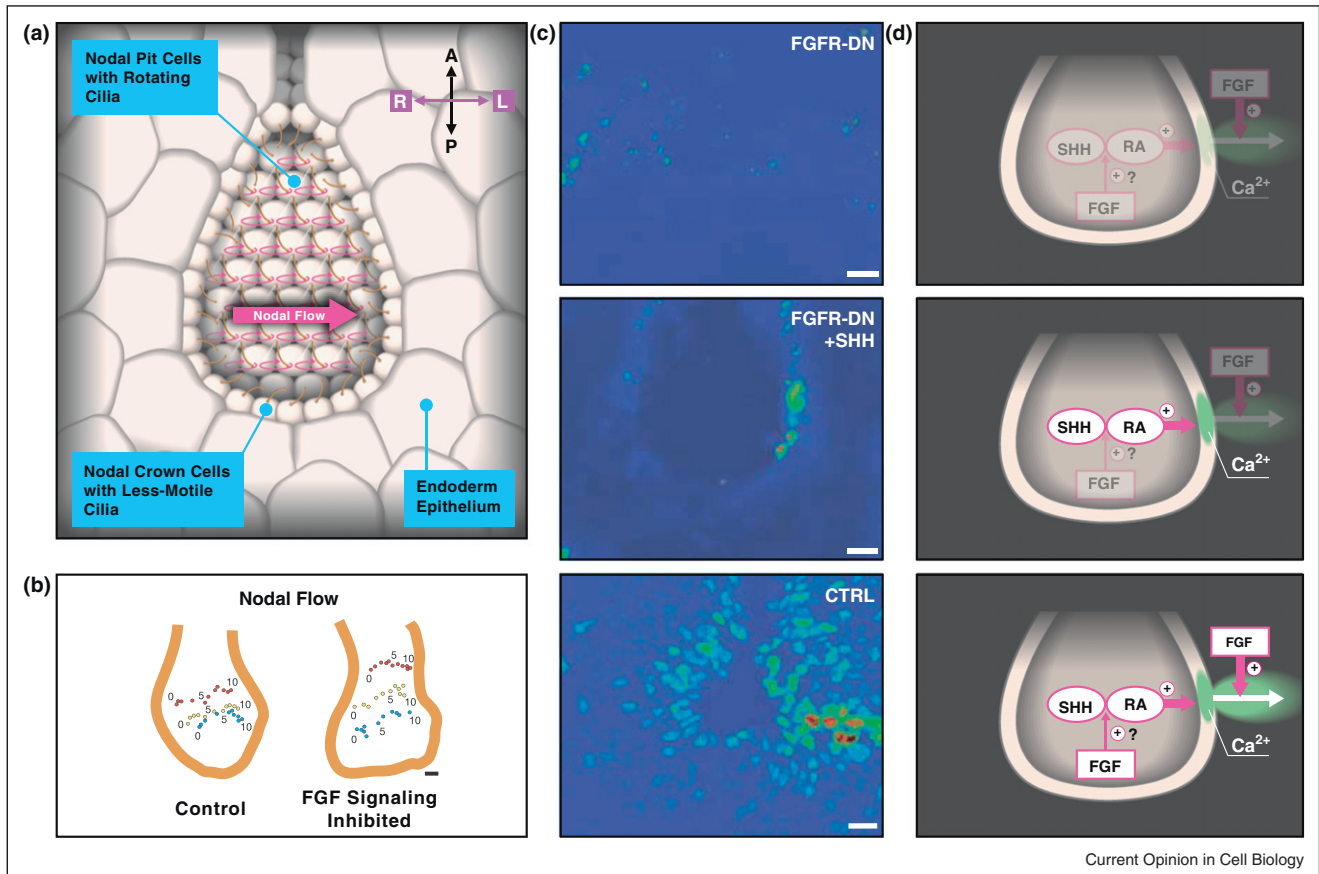 (a)
Nodal Pit Cells
with Rotating
Cilia
A
R
L
P
Nodal Flow
Nodal Crown Cells
with Less-Motile
Cilia
Endoderm
Epithelium
(b)
Nodal Flow
0
5
10
0
5
10
0
5
10
Control
0
5
10
0
5
10
0
5
10
FGF Signaling
Inhibited
(c)
FGFR-DN
FGFR-DN
+SHH
CTRL
(d)
FGF
+
SHH
RA
+
+ ?
FGF
Ca2+
FGF
+
SHH
RA
+
+ ?
FGF
Ca2+
FGF
+
SHH
RA
+
+ ?
FGF
Ca2+
Current Opinion in Cell Biology